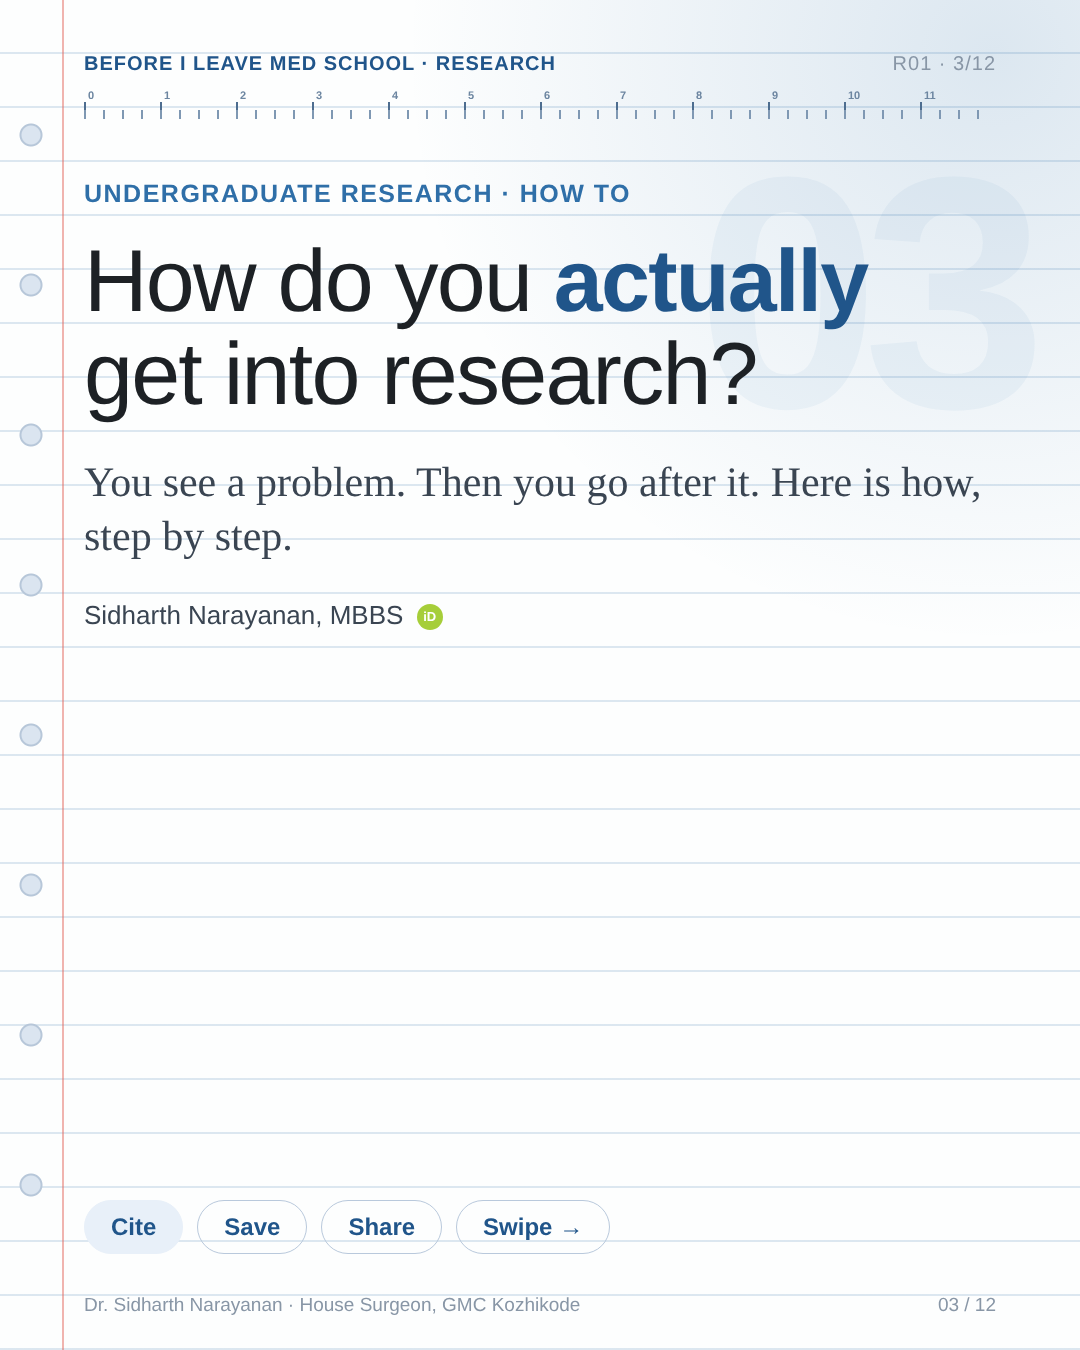 BEFORE I LEAVE MED SCHOOL · RESEARCH
R01 · 3/12
0 1 2 3 4 5 6 7 8 9 10 11
UNDERGRADUATE RESEARCH · HOW TO
03
How do you actually
get into research?
You see a problem. Then you go after it. Here is how,
step by step.
Sidharth Narayanan, MBBS iD
Cite Save Share Swipe →
Dr. Sidharth Narayanan · House Surgeon, GMC Kozhikode
03 / 12